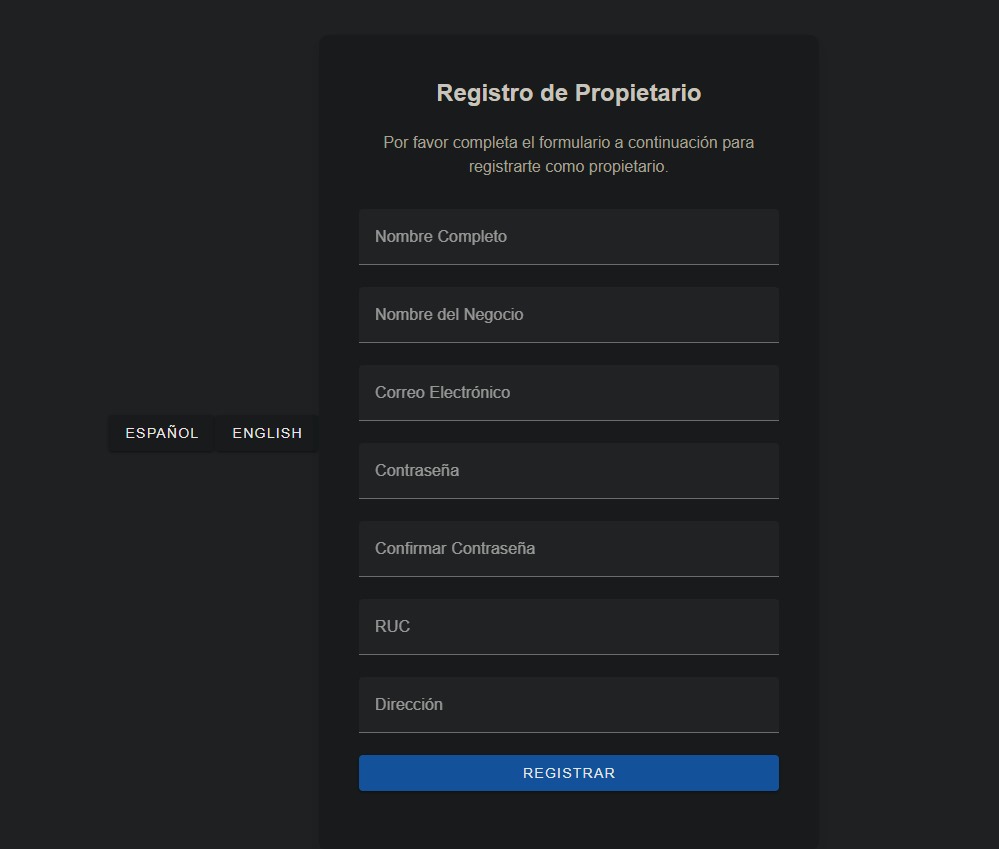 Registro de Propietario
Por favor completa el formulario a continuación para
registrarte como propietario.
Nombre Completo
Nombre del Negocio
Correo Electrónico
ESPAÑOL ENGLISH
Contraseña
Confirmar Contraseña
RUC
Dirección
REGISTRAR